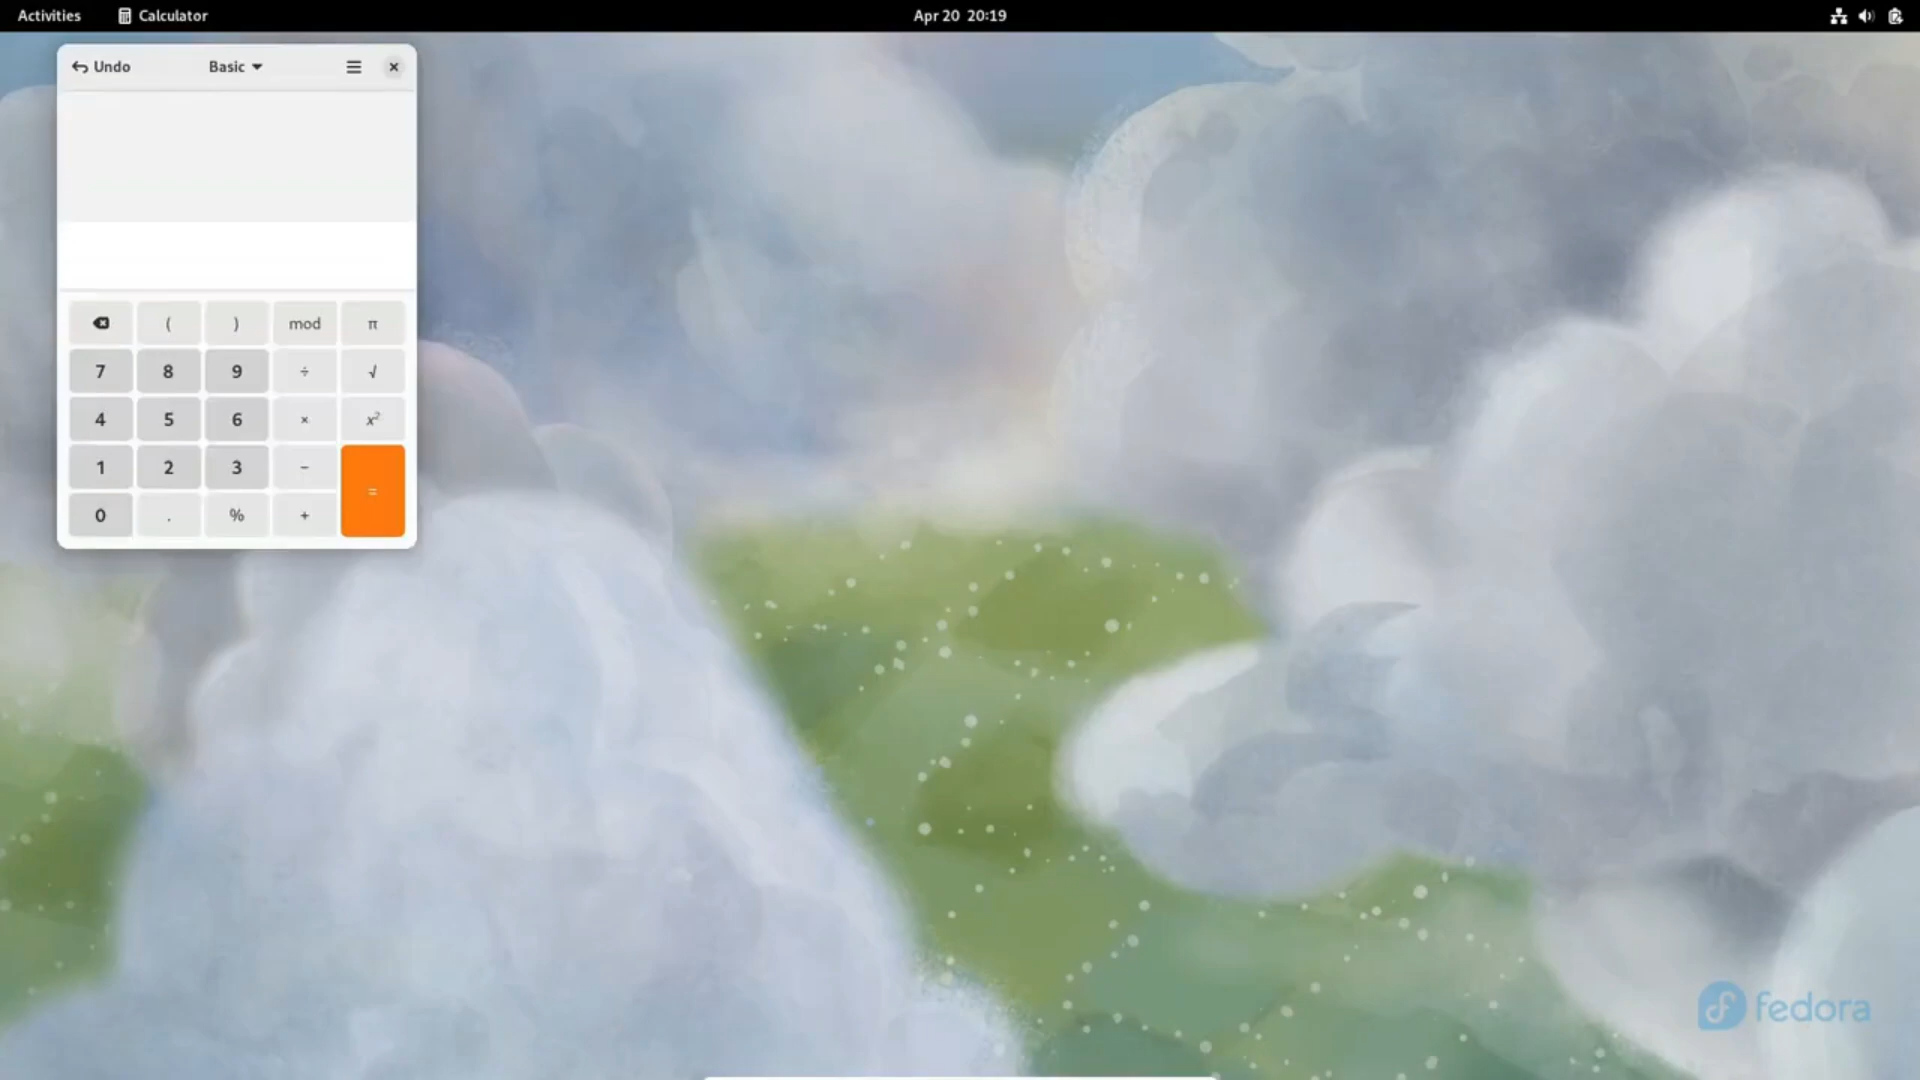 Activities Calculator Apr 20 20:19
Undo Basic
( ) mod π
7 8 9 ÷ √
4 5 6 × x²
1 2 3 − =
0 . % +
fedora